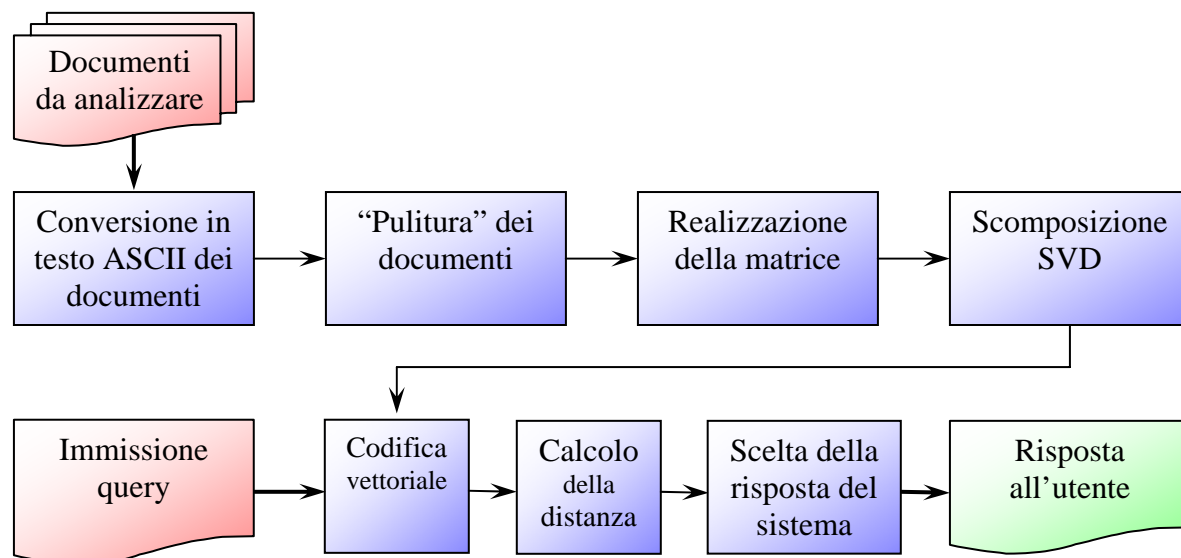 Documenti
da analizzare
Conversione in
testo ASCII dei
documenti
“Pulitura” dei
documenti
Realizzazione
della matrice
Scomposizione
SVD
Immissione
query
Codifica
vettoriale
Calcolo
della
distanza
Scelta della
risposta del
sistema
Risposta
all’utente